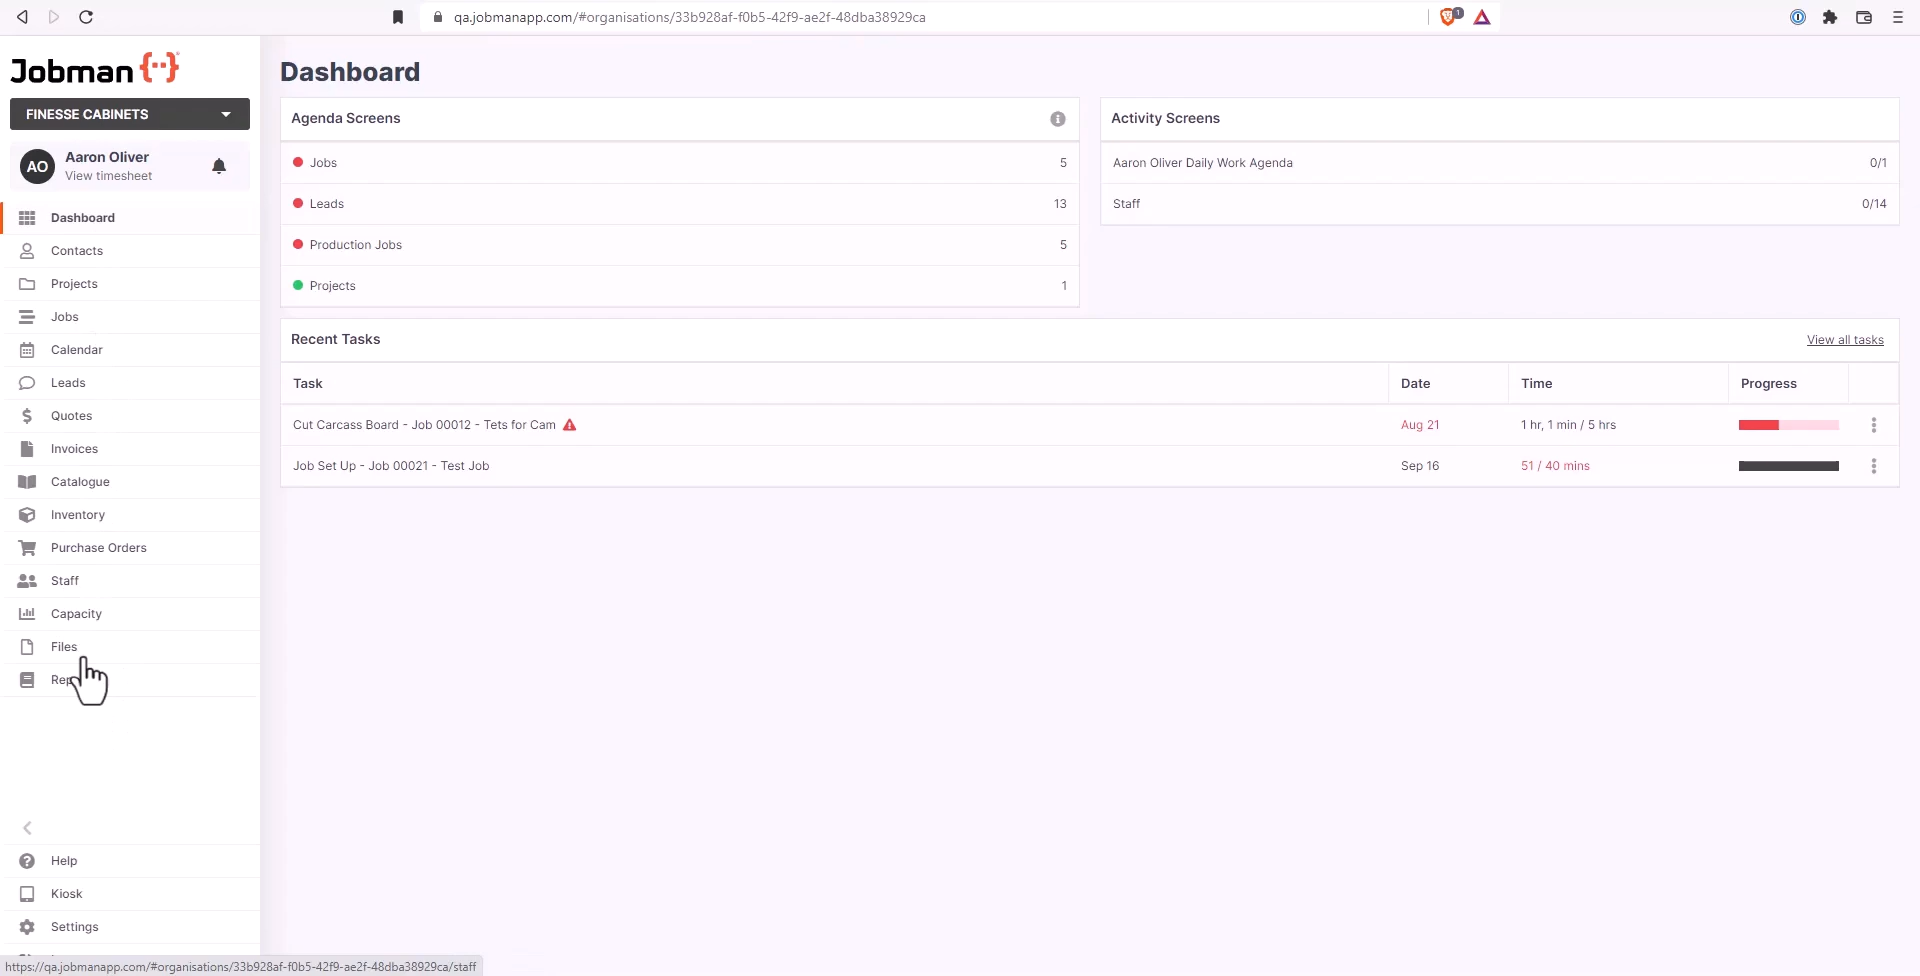 qa.jobmanapp.com/#organisations/33b928af-f0b5-42f9-ae2f-48dba38929ca
1
Jobman
FINESSE CABINETS
AO
Aaron Oliver
View timesheet
Dashboard
Contacts
Projects
Jobs
Calendar
Leads
Quotes
Invoices
Catalogue
Inventory
Purchase Orders
Staff
Capacity
Files
Rep
Help
Kiosk
Settings
Dashboard
Agenda Screens
Jobs 5
Leads 13
Production Jobs 5
Projects 1
Activity Screens
Aaron Oliver Daily Work Agenda 0/1
Staff 0/14
Recent Tasks View all tasks
Task Date Time Progress
Cut Carcass Board - Job 00012 - Tets for Cam Aug 21 1 hr, 1 min / 5 hrs
Job Set Up - Job 00021 - Test Job Sep 16 51 / 40 mins
https://qa.jobmanapp.com/#organisations/33b928af-f0b5-42f9-ae2f-48dba38929ca/staff